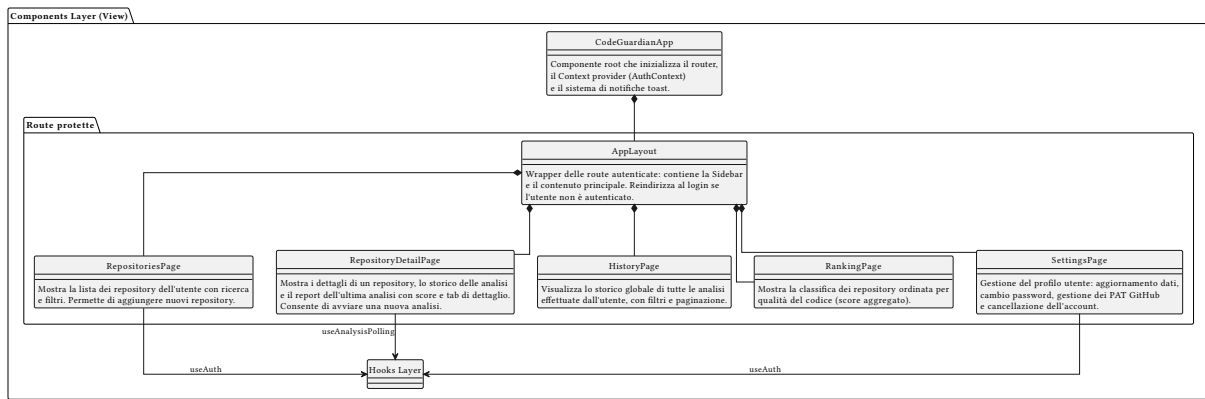 Components Layer (View)
CodeGuardianApp
Componente root che inizializza il router,
il Context provider (AuthContext)
e il sistema di notifiche toast.
Route protette
AppLayout
Wrapper delle route autenticate: contiene la Sidebar
e il contenuto principale. Reindirizza al login se
l'utente non è autenticato.
RepositoriesPage
Mostra la lista dei repository dell'utente con ricerca
e filtri. Permette di aggiungere nuovi repository.
RepositoryDetailPage
Mostra i dettagli di un repository, lo storico delle analisi
e il report dell'ultima analisi con score e tab di dettaglio.
Consente di avviare una nuova analisi.
HistoryPage
Visualizza lo storico globale di tutte le analisi
effettuate dall'utente, con filtri e paginazione.
RankingPage
Mostra la classifica dei repository ordinata per
qualità del codice (score aggregato).
SettingsPage
Gestione del profilo utente: aggiornamento dati,
cambio password, gestione dei PAT GitHub
e cancellazione dell'account.
useAnalysisPolling
useAuth
Hooks Layer
useAuth